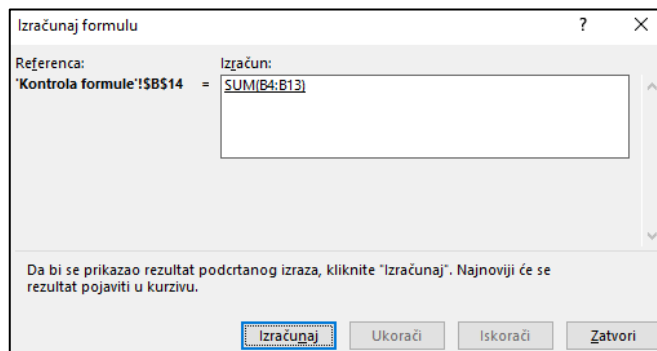 Izračunaj formulu ? ×
Referenca: Izračun:
'Kontrola formule'!$B$14 = SUM(B4:B13)
Da bi se prikazao rezultat podcrtanog izraza, kliknite "Izračunaj". Najnoviji će se
rezultat pojaviti u kurzivu.
Izračunaj Ukorači Iskorači Zatvori